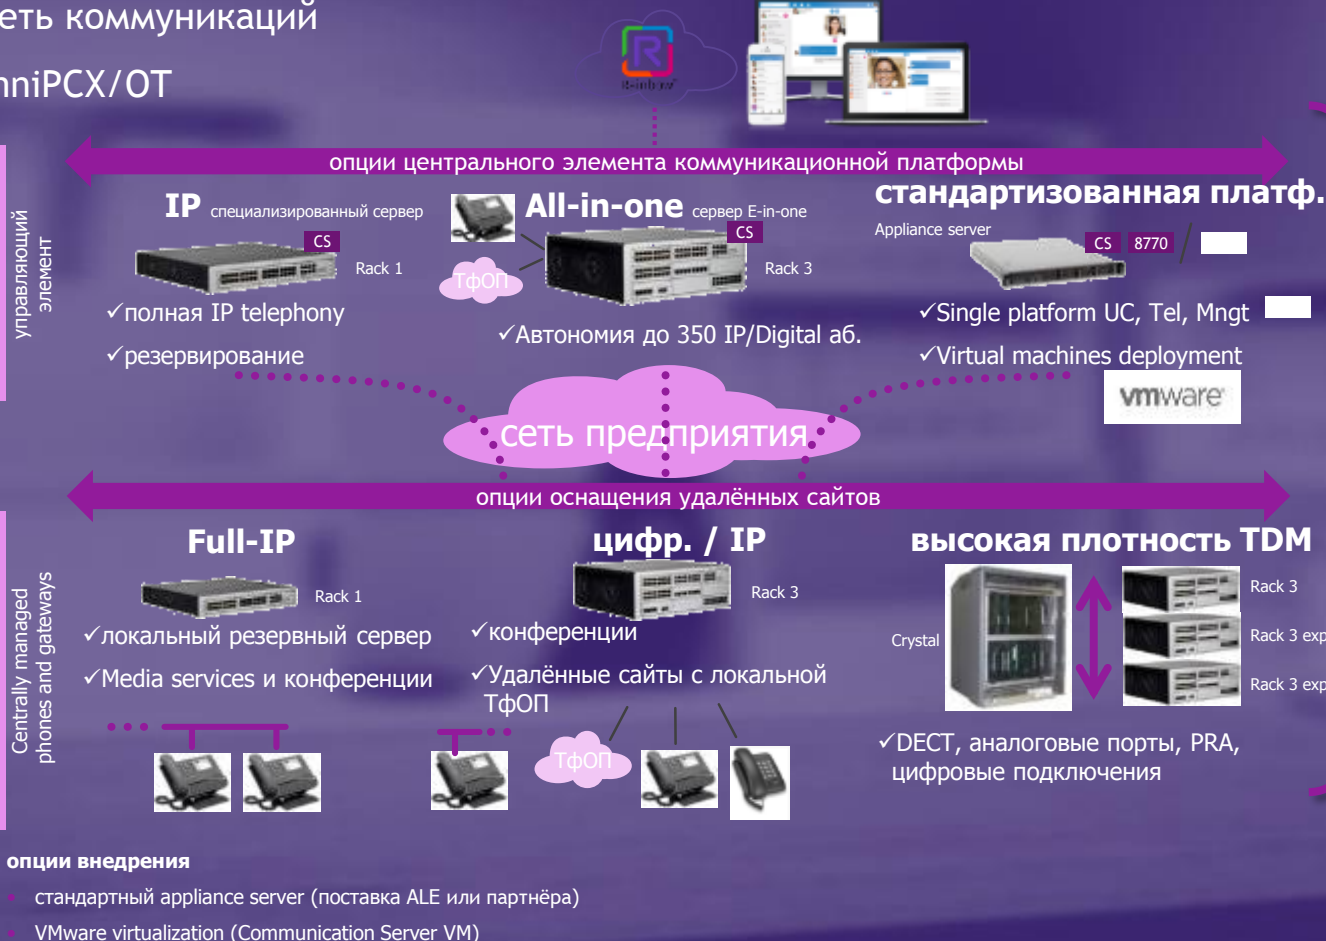 еть коммуникаций
nniPCX/OT
R
Rainbow
опции центрального элемента коммуникационной платформы
управляющий
элемент
IP специализированный сервер
CS
Rack 1
✓полная IP telephony
✓резервирование
All-in-one сервер E-in-one
CS
ТфОП
Rack 3
✓Автономия до 350 IP/Digital аб.
стандартизованная платф.
Appliance server
CS 8770
✓Single platform UC, Tel, Mngt
✓Virtual machines deployment
vmware
сеть предприятия
опции оснащения удалённых сайтов
Centrally managed
phones and gateways
Full-IP
Rack 1
✓локальный резервный сервер
✓Media services и конференции
цифр. / IP
Rack 3
✓конференции
✓Удалённые сайты с локальной
ТфОП
ТфОП
высокая плотность TDM
Crystal
Rack 3
Rack 3 exp
Rack 3 exp
✓DECT, аналоговые порты, PRA,
цифровые подключения
опции внедрения
• стандартный appliance server (поставка ALE или партнёра)
• VMware virtualization (Communication Server VM)